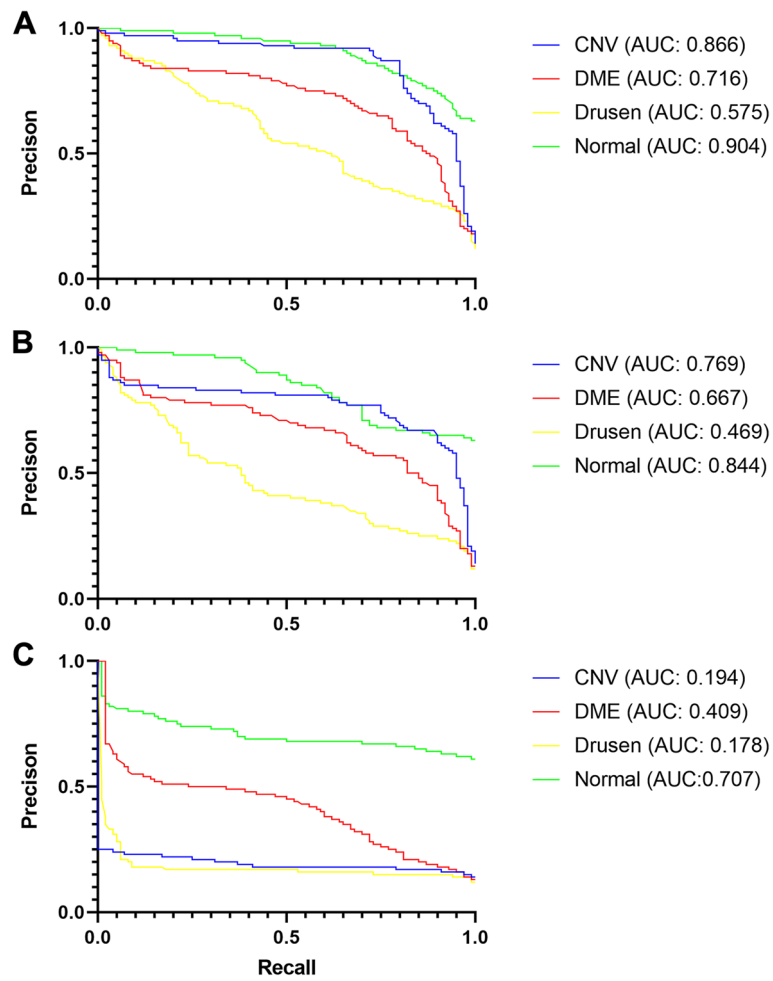 A
1.0
0.5
0.0
Precison
0.0 0.5 1.0
CNV (AUC: 0.866)
DME (AUC: 0.716)
Drusen (AUC: 0.575)
Normal (AUC: 0.904)
B
1.0
0.5
0.0
Precison
0.0 0.5 1.0
CNV (AUC: 0.769)
DME (AUC: 0.667)
Drusen (AUC: 0.469)
Normal (AUC: 0.844)
C
1.0
0.5
0.0
Precison
0.0 0.5 1.0
Recall
CNV (AUC: 0.194)
DME (AUC: 0.409)
Drusen (AUC: 0.178)
Normal (AUC:0.707)